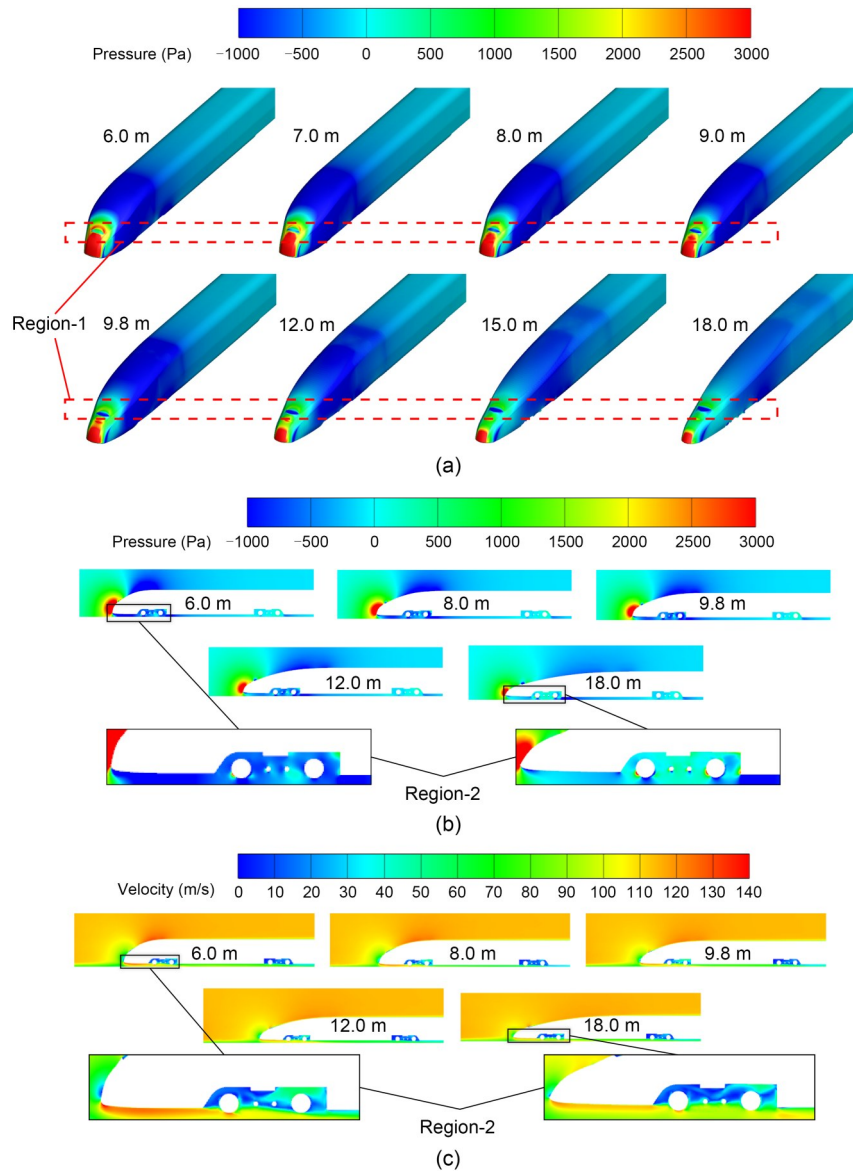 Pressure (Pa)
−1000 −500 0 500 1000 1500 2000 2500 3000
6.0 m 7.0 m 8.0 m 9.0 m
Region-1
9.8 m 12.0 m 15.0 m 18.0 m
(a)
Pressure (Pa)
−1000 −500 0 500 1000 1500 2000 2500 3000
6.0 m 8.0 m 9.8 m
12.0 m 18.0 m
Region-2
(b)
Velocity (m/s)
0 10 20 30 40 50 60 70 80 90 100 110 120 130 140
6.0 m 8.0 m 9.8 m
12.0 m 18.0 m
Region-2
(c)